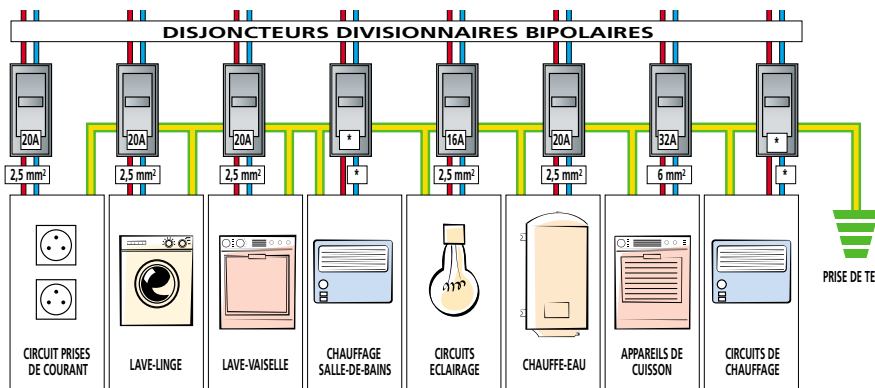 DISJONCTEURS DIVISIONNAIRES BIPOLAIRES
20A 20A 20A * 16A 20A 32A *
2,5 mm² 2,5 mm² 2,5 mm² * 2,5 mm² 2,5 mm² 6 mm² *
PRISE DE TE
CIRCUIT PRISES
DE COURANT
LAVE-LINGE
LAVE-VAISELLE
CHAUFFAGE
SALLE-DE-BAINS
CIRCUITS
ECLAIRAGE
CHAUFFE-EAU
APPAREILS DE
CUISSON
CIRCUITS DE
CHAUFFAGE